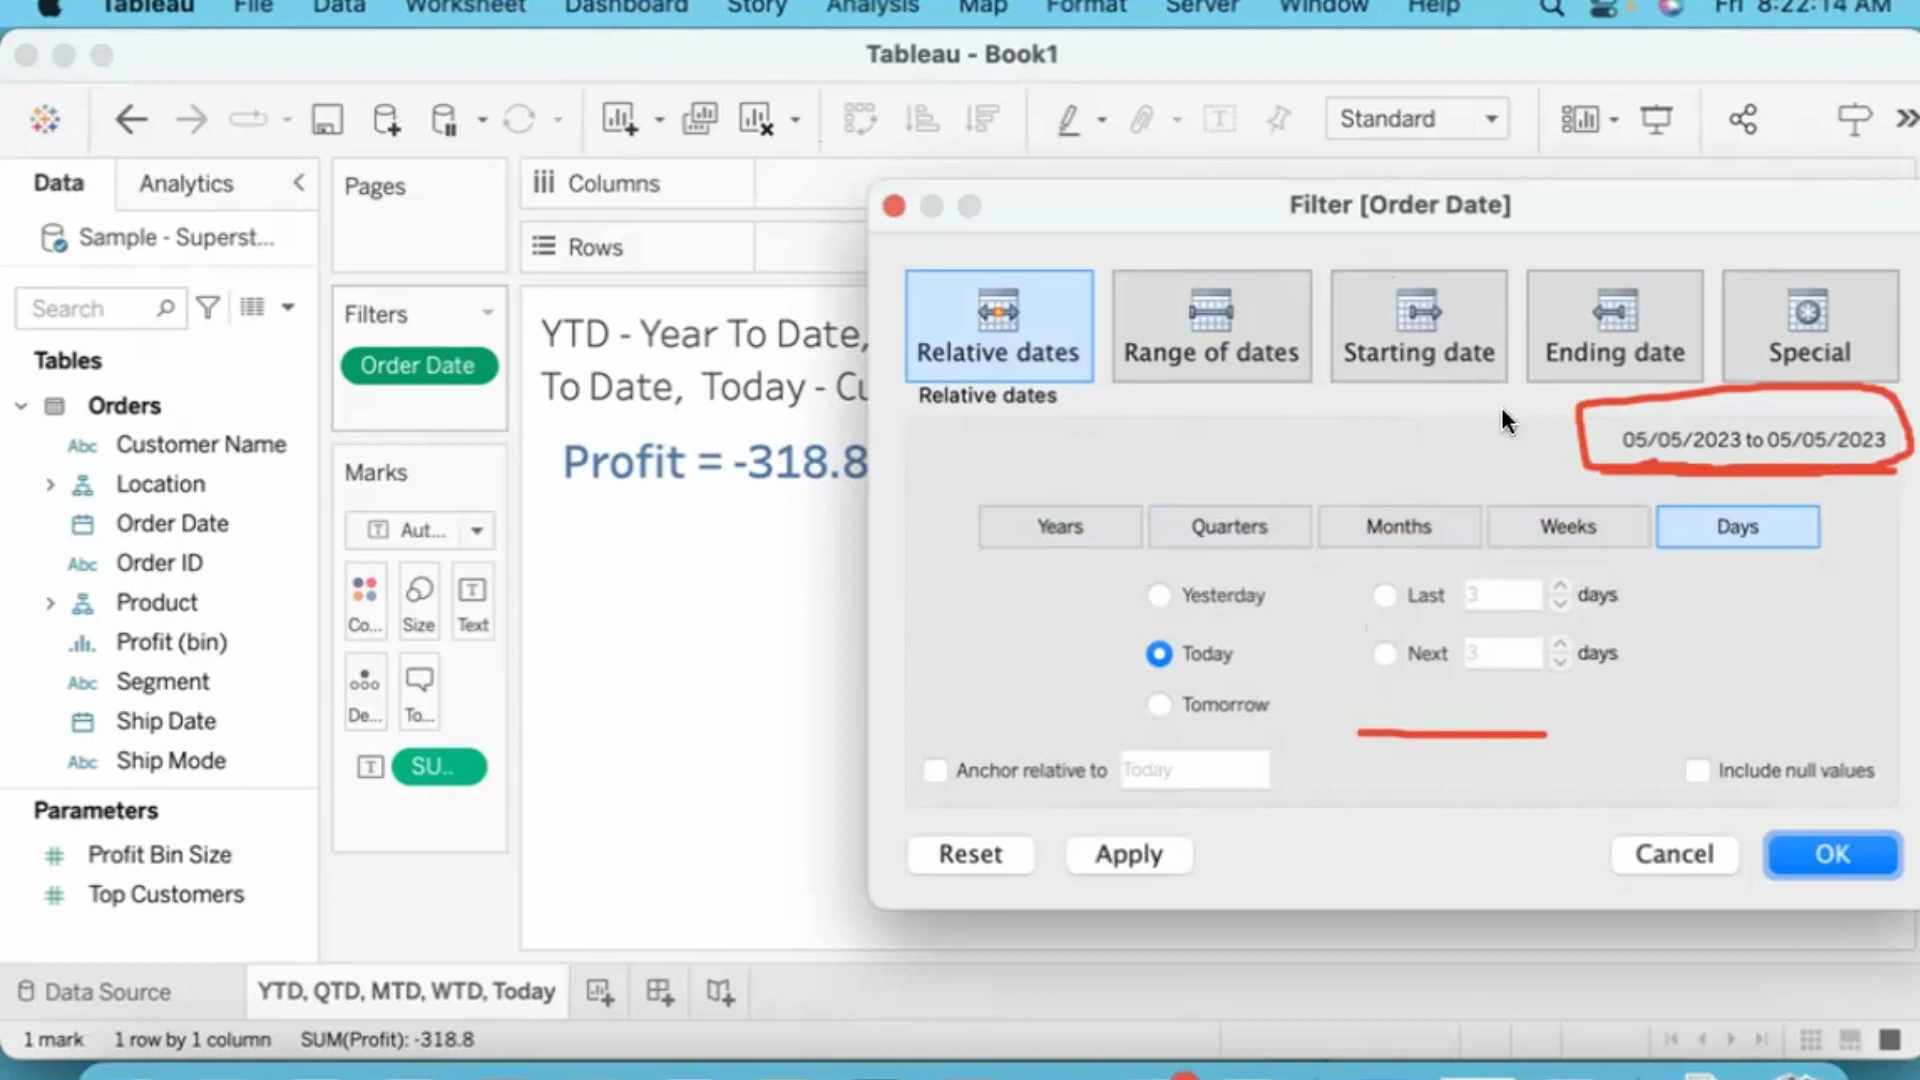 Tableau File Data Worksheet Dashboard Story Analysis Map Format Server Window Help Fri 8:22:14 AM
Tableau - Book1
Standard
Data Analytics
Sample - Superst...
Search
Tables
Orders
Customer Name
Location
Order Date
Order ID
Product
Profit (bin)
Segment
Ship Date
Ship Mode
Parameters
Profit Bin Size
Top Customers
Pages
Filters
Order Date
Marks
Aut...
Co... Size Text
De... To...
SU..
Columns
Rows
YTD - Year To Date,
To Date, Today - Cu
Profit = -318.8
Filter [Order Date]
Relative dates Range of dates Starting date Ending date Special
Relative dates
05/05/2023 to 05/05/2023
Years Quarters Months Weeks Days
Yesterday Last 3 days
Today Next 3 days
Tomorrow
Anchor relative to Today Include null values
Reset Apply Cancel OK
Data Source YTD, QTD, MTD, WTD, Today
1 mark 1 row by 1 column SUM(Profit): -318.8